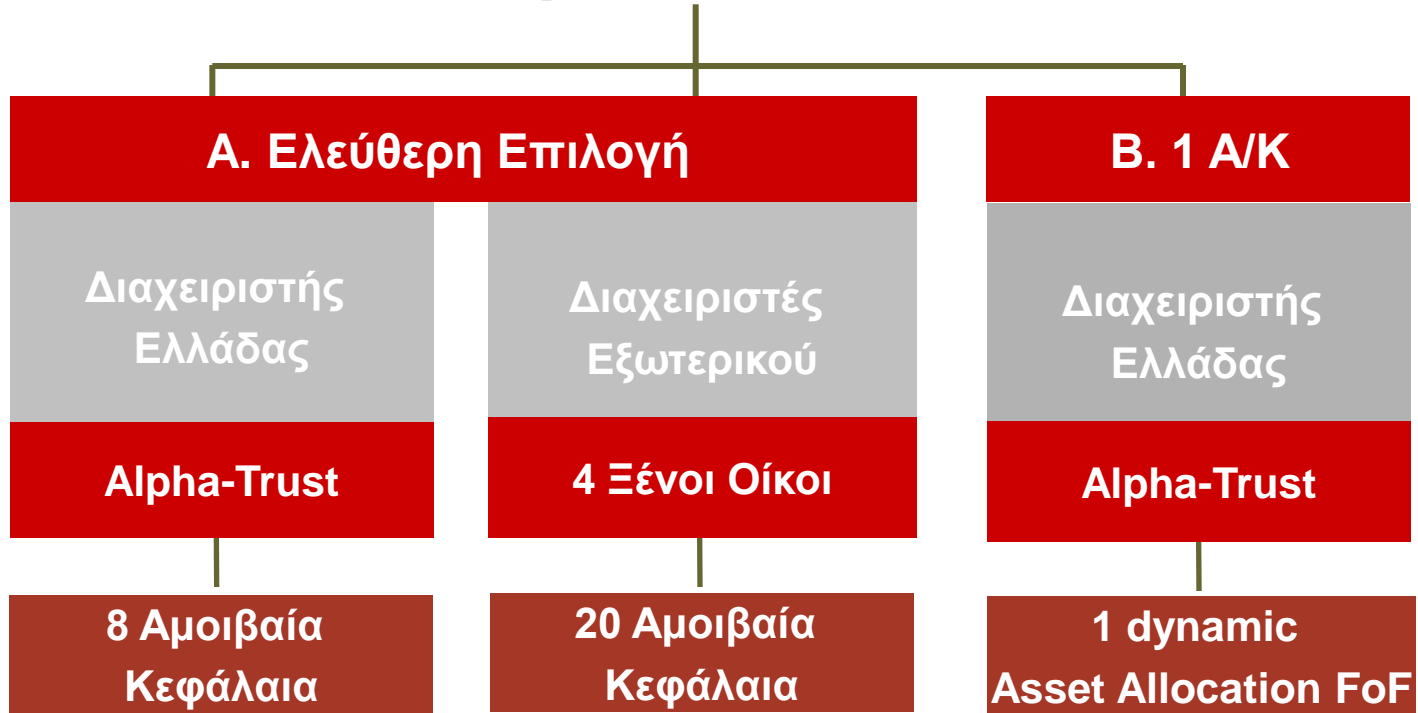 Α. Ελεύθερη Επιλογή
Β. 1 Α/Κ
Διαχειριστής
Ελλάδας
Διαχειριστές
Εξωτερικού
Διαχειριστής
Ελλάδας
Alpha-Trust
4 Ξένοι Οίκοι
Alpha-Trust
8 Αμοιβαία
Κεφάλαια
20 Αμοιβαία
Κεφάλαια
1 dynamic
Asset Allocation FoF